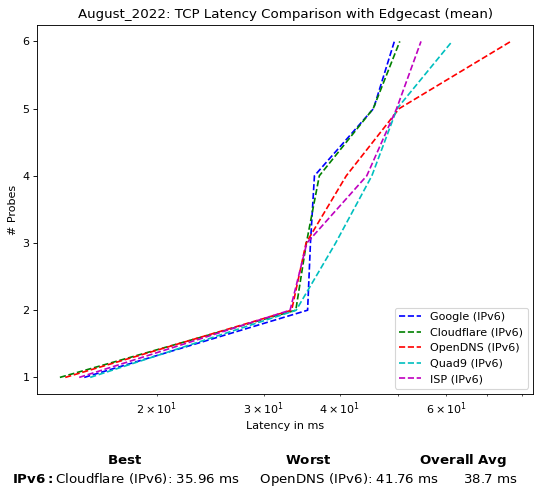 August_2022: TCP Latency Comparison with Edgecast (mean)
6
5
4
3
2
1
# Probes
Google (IPv6)
Cloudflare (IPv6)
OpenDNS (IPv6)
Quad9 (IPv6)
ISP (IPv6)
2 × 10¹ 3 × 10¹ 4 × 10¹ 6 × 10¹
Latency in ms
Best Worst Overall Avg
IPv6: Cloudflare (IPv6): 35.96 ms OpenDNS (IPv6): 41.76 ms 38.7 ms